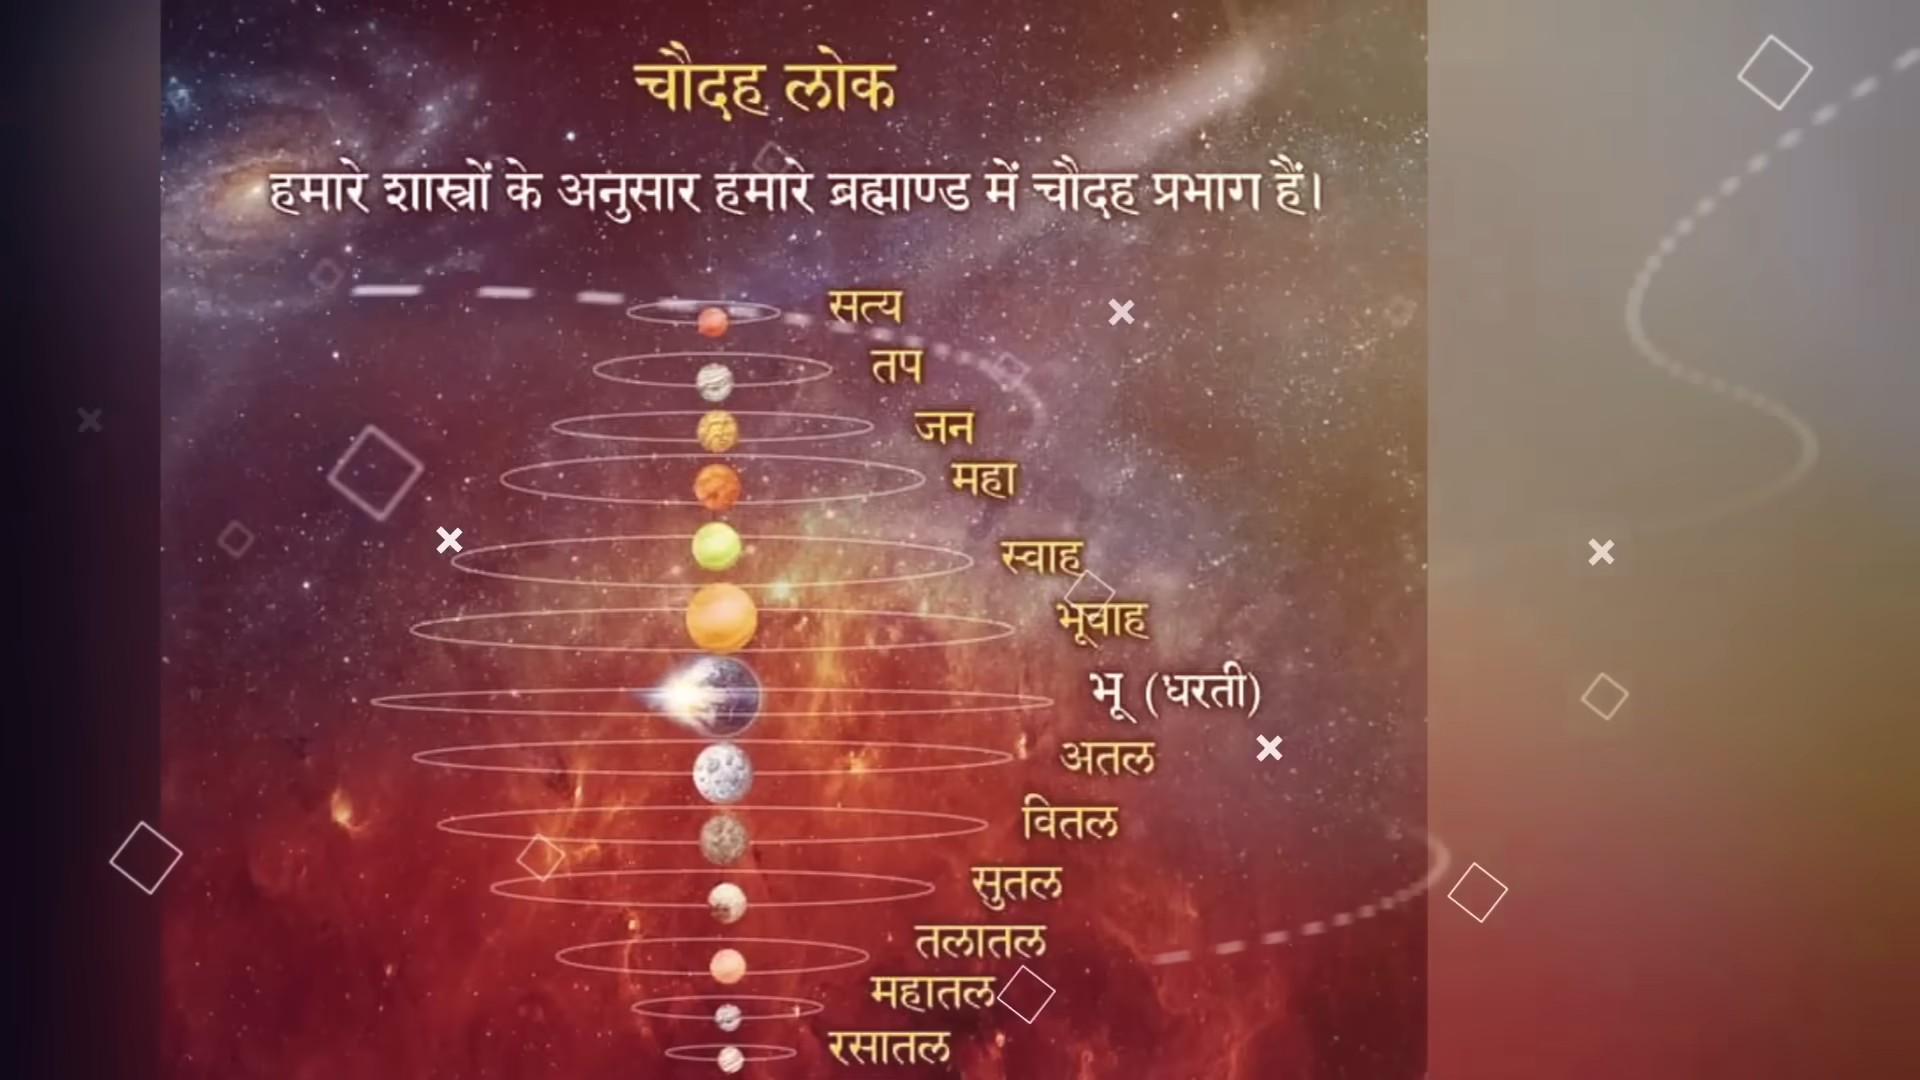 चौदह लोक
हमारे शास्त्रों के अनुसार हमारे ब्रह्माण्ड में चौदह प्रभाग हैं।
सत्य
तप
जन
महा
स्वाह
भूवाह
भू (धरती)
अतल
वितल
सुतल
तलातल
महातल
रसातल